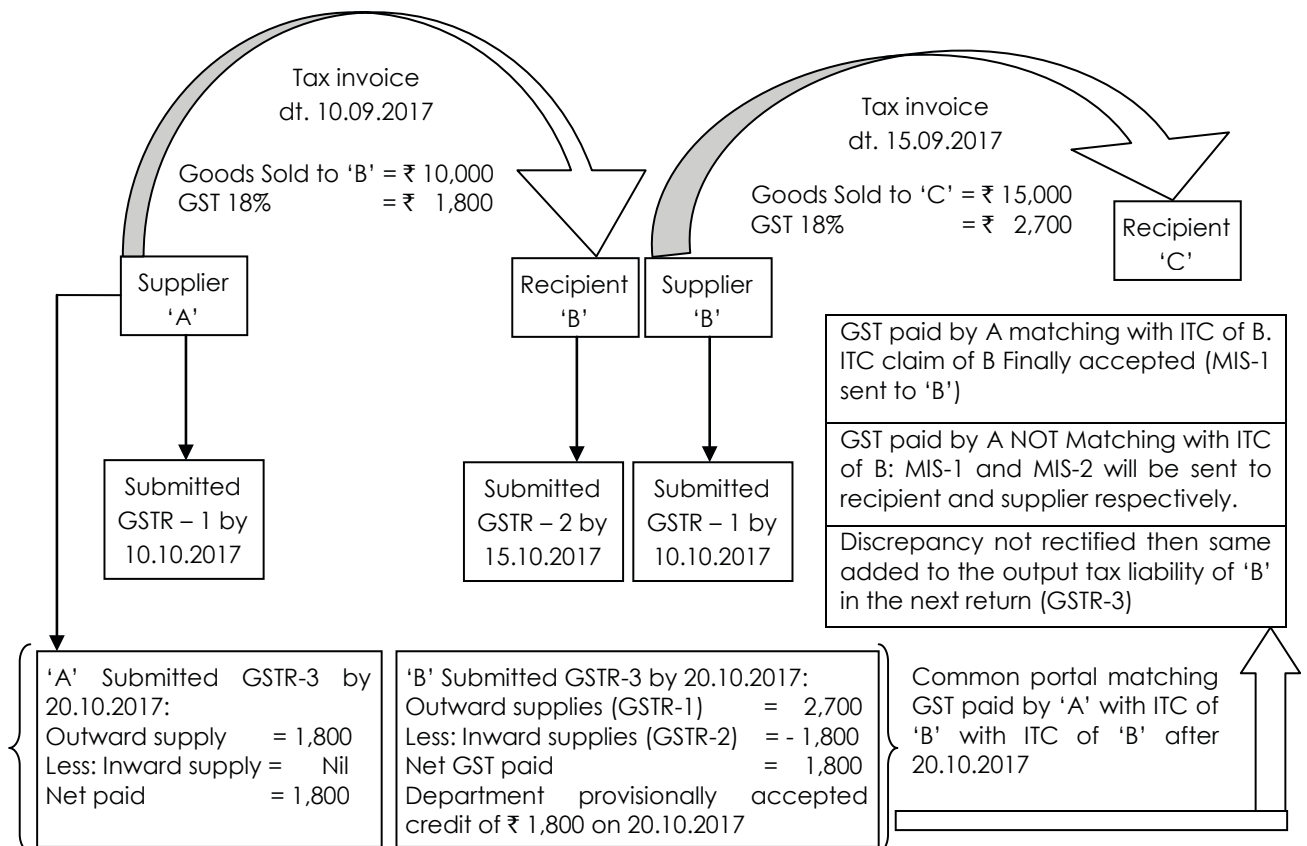 Tax invoice
dt. 10.09.2017
Goods Sold to ‘B’ = ₹ 10,000
GST 18% = ₹ 1,800
Tax invoice
dt. 15.09.2017
Goods Sold to ‘C’ = ₹ 15,000
GST 18% = ₹ 2,700
Supplier
‘A’
Recipient
‘B’
Supplier
‘B’
Recipient
‘C’
Submitted
GSTR – 1 by
10.10.2017
Submitted
GSTR – 2 by
15.10.2017
Submitted
GSTR – 1 by
10.10.2017
GST paid by A matching with ITC of B.
ITC claim of B Finally accepted (MIS-1
sent to ‘B’)
GST paid by A NOT Matching with ITC
of B: MIS-1 and MIS-2 will be sent to
recipient and supplier respectively.
Discrepancy not rectified then same
added to the output tax liability of ‘B’
in the next return (GSTR-3)
‘A’ Submitted GSTR-3 by
20.10.2017:
Outward supply = 1,800
Less: Inward supply = Nil
Net paid = 1,800
‘B’ Submitted GSTR-3 by 20.10.2017:
Outward supplies (GSTR-1) = 2,700
Less: Inward supplies (GSTR-2) = - 1,800
Net GST paid = 1,800
Department provisionally accepted
credit of ₹ 1,800 on 20.10.2017
Common portal matching
GST paid by ‘A’ with ITC of
‘B’ with ITC of ‘B’ after
20.10.2017